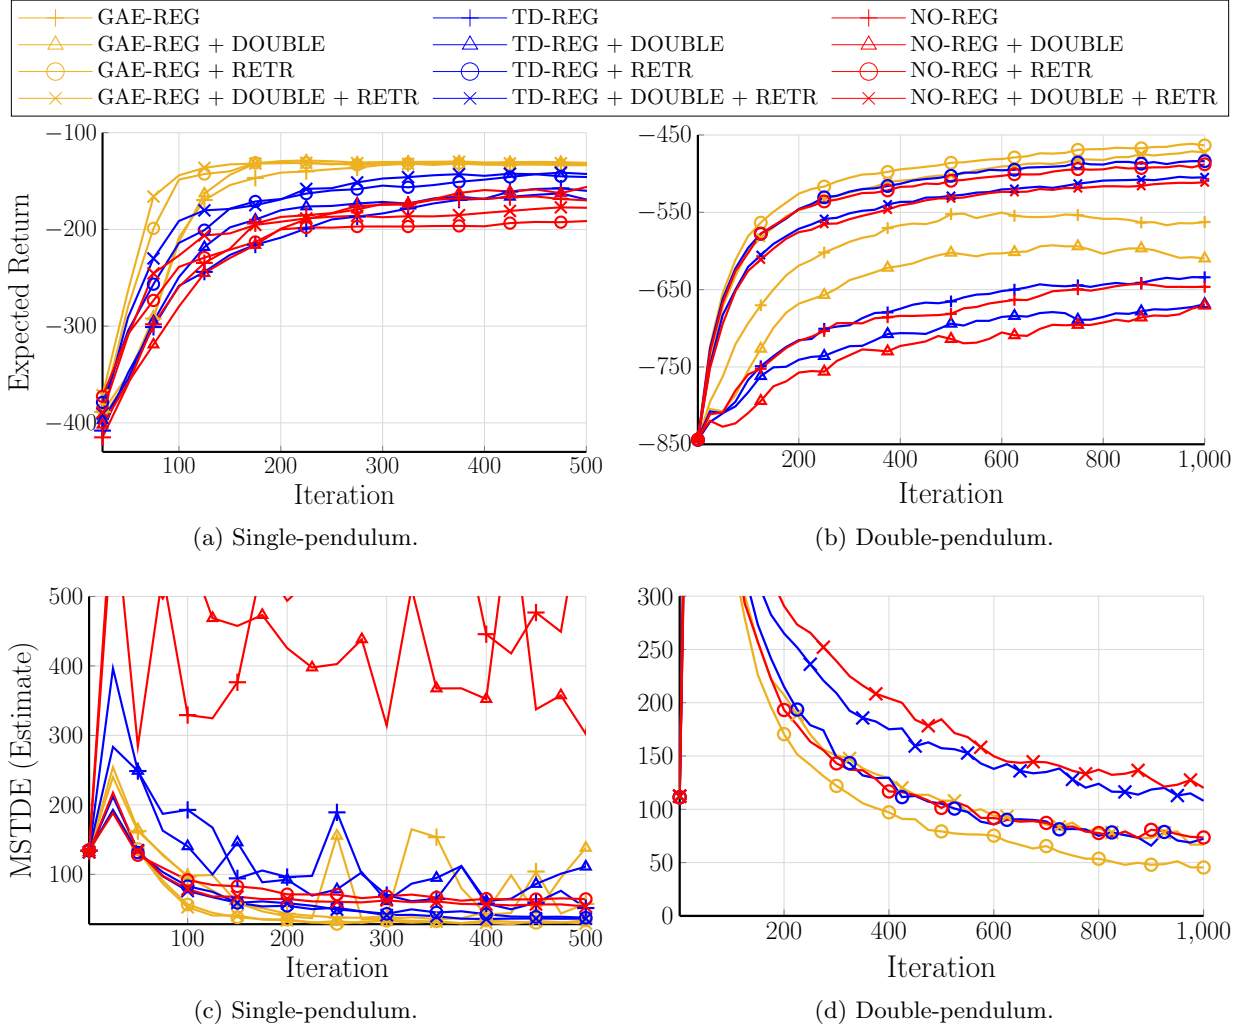 GAE-REG TD-REG NO-REG
GAE-REG + DOUBLE TD-REG + DOUBLE NO-REG + DOUBLE
GAE-REG + RETR TD-REG + RETR NO-REG + RETR
GAE-REG + DOUBLE + RETR TD-REG + DOUBLE + RETR NO-REG + DOUBLE + RETR
Expected Return
−100
−200
−300
−400
100 200 300 400 500
Iteration
(a) Single-pendulum.
−450
−550
−650
−750
−850
200 400 600 800 1,000
Iteration
(b) Double-pendulum.
MSTDE (Estimate)
500
400
300
200
100
100 200 300 400 500
Iteration
(c) Single-pendulum.
300
250
200
150
100
50
0
200 400 600 800 1,000
Iteration
(d) Double-pendulum.